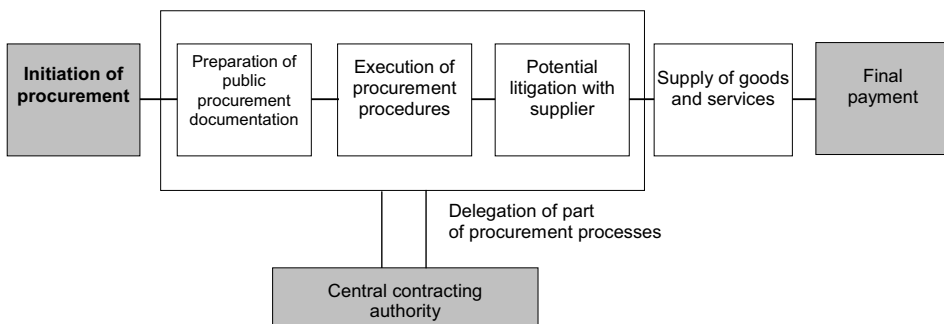 Initiation of
procurement
Preparation of
public
procurement
documentation
Execution of
procurement
procedures
Potential
litigation with
supplier
Supply of goods
and services
Final
payment
Delegation of part
of procurement processes
Central contracting
authority